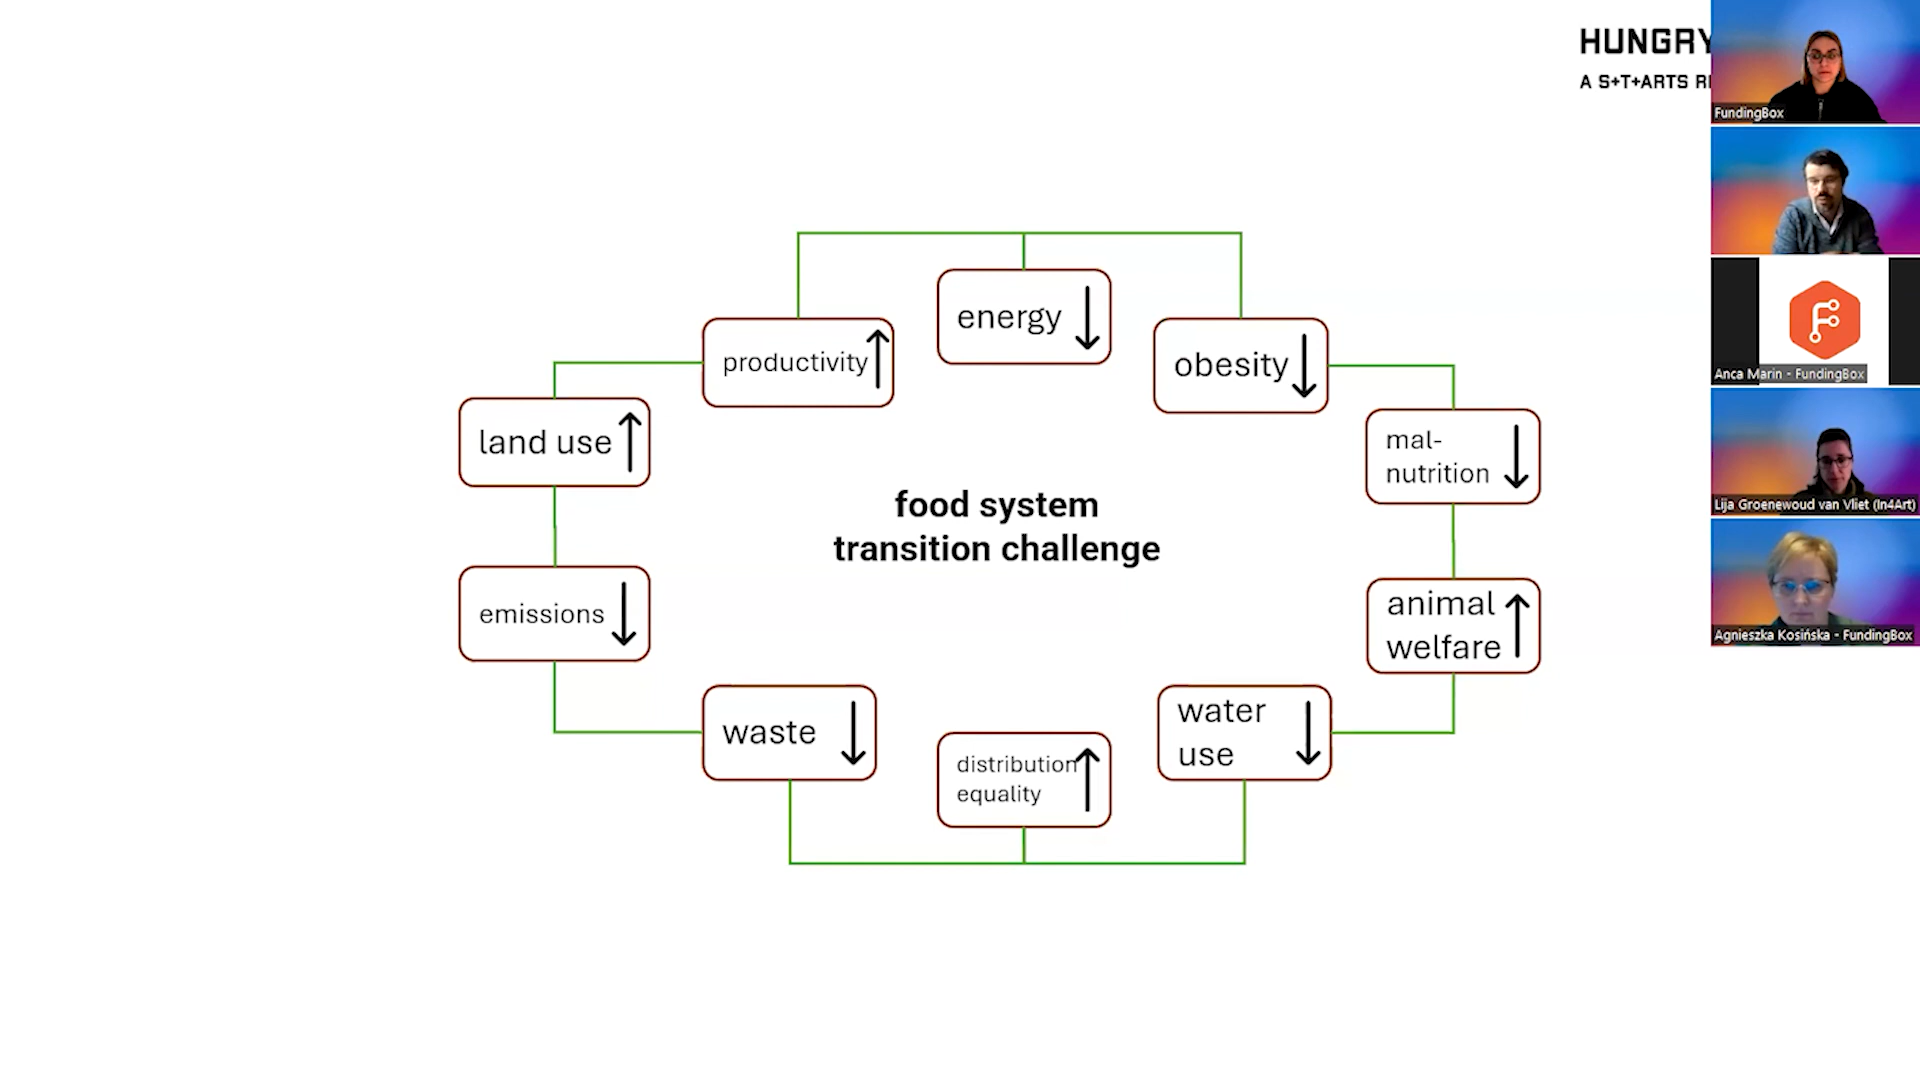 HUNGRY
A S+T+ARTS
FundingBox
energy
productivity
obesity
land use
mal-
nutrition
food system
transition challenge
emissions
animal
welfare
waste
distribution
equality
water
use
Anca Marin - FundingBox
Lija Groenewoud van Vliet (In4Art)
Agnieszka Kosińska - FundingBox